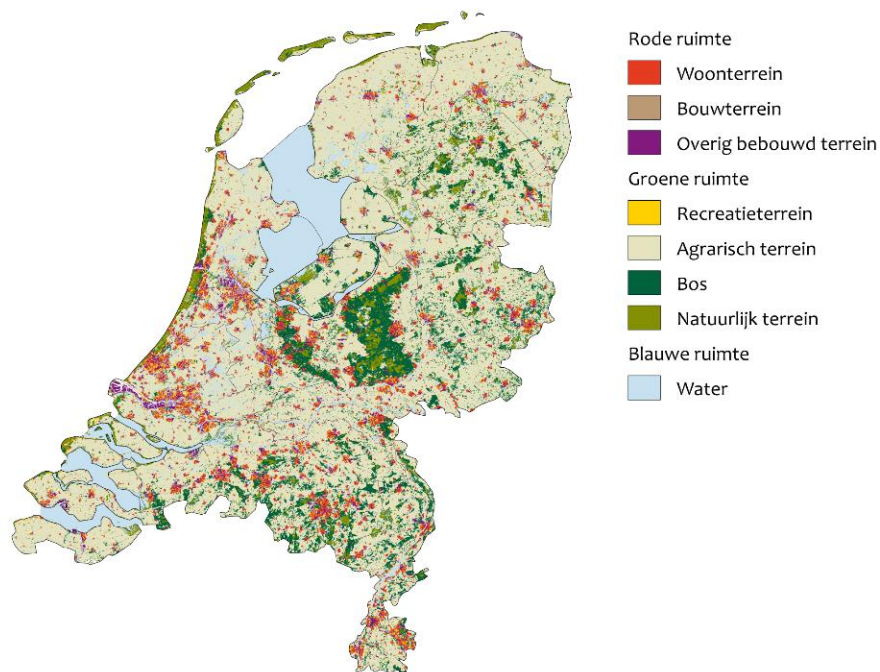 Rode ruimte
Woonterrein
Bouwterrein
Overig bebouwd terrein
Groene ruimte
Recreatieterrein
Agrarisch terrein
Bos
Natuurlijk terrein
Blauwe ruimte
Water